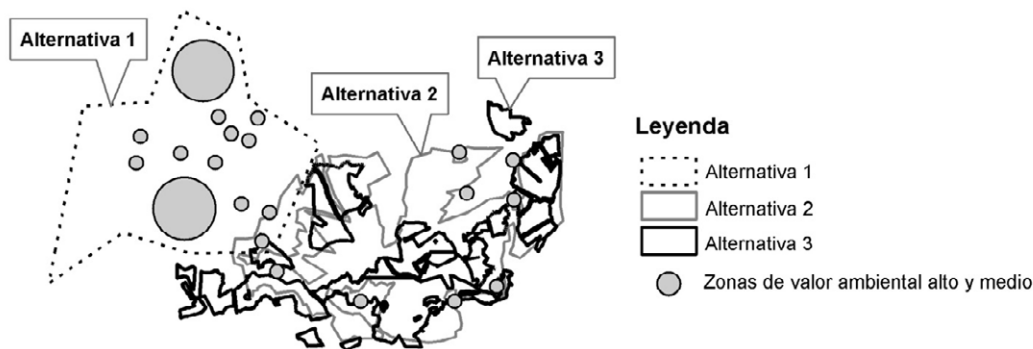 Alternativa 1
Alternativa 2
Alternativa 3
Leyenda
Alternativa 1
Alternativa 2
Alternativa 3
Zonas de valor ambiental alto y medio